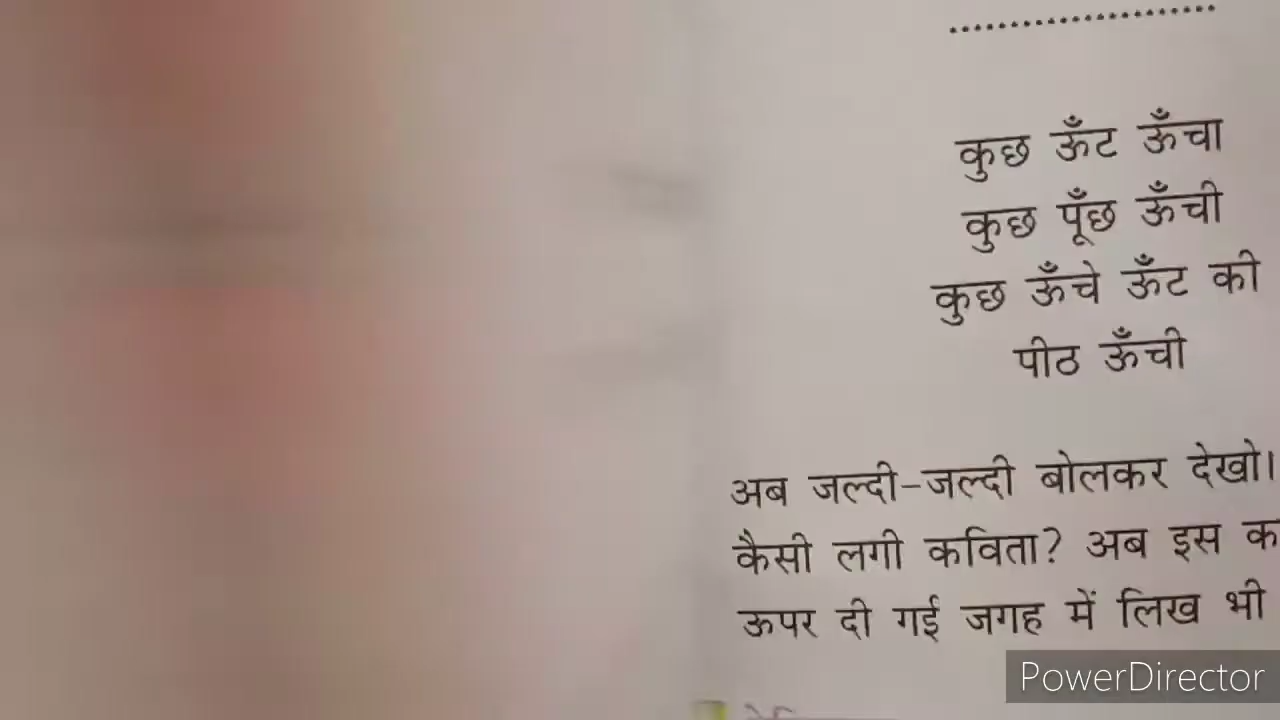 कुछ ऊँट ऊँचा
कुछ पूँछ ऊँची
कुछ ऊँचे ऊँट की
पीठ ऊँची
अब जल्दी-जल्दी बोलकर देखो।
कैसी लगी कविता? अब इस
ऊपर दी गई जगह में लिख भी
PowerDirector